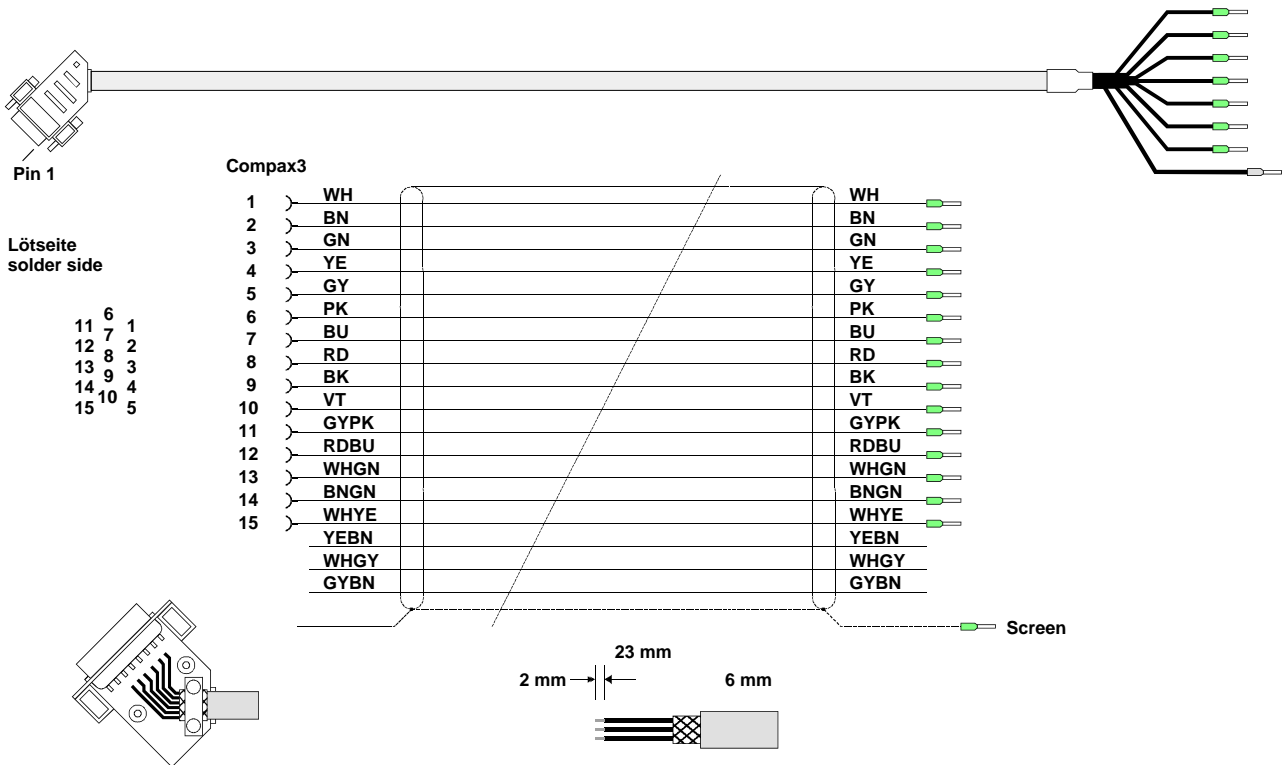 Pin 1
Compax3
Lötseite
solder side
6
11 1
7
12 2
8
13 3
9
14 4
10
15 5
1 WH WH
2 BN BN
3 GN GN
4 YE YE
5 GY GY
6 PK PK
7 BU BU
8 RD RD
9 BK BK
10 VT VT
11 GYPK GYPK
12 RDBU RDBU
13 WHGN WHGN
14 BNGN BNGN
15 WHYE WHYE
YEBN YEBN
WHGY WHGY
GYBN GYBN
Screen
23 mm
2 mm 6 mm